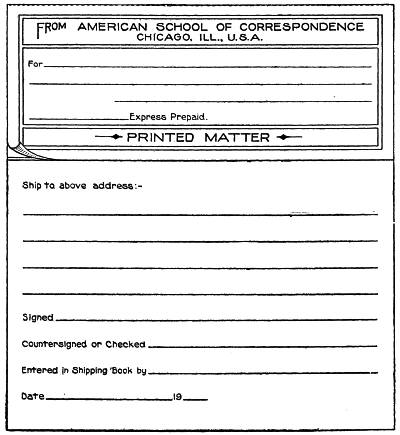 FROM AMERICAN SCHOOL OF CORRESPONDENCE
CHICAGO, ILL., U.S.A.
For
Express Prepaid.
PRINTED MATTER
Ship to above address:-
Signed
Countersigned or Checked
Entered in Shipping Book by
Date 19